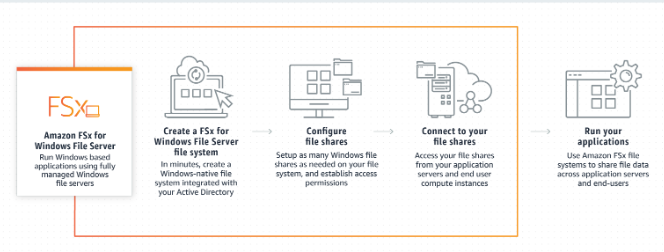 FSx
Amazon FSx for
Windows File Server
Run Windows based
applications using fully
managed Windows
file servers
Create a FSx for
Windows File Server
file system
In minutes, create a
Windows-native file
system integrated with
your Active Directory
Configure
file shares
Setup as many Windows file
shares as needed on your file
system, and establish access
permissions
Connect to your
file shares
Access your file shares
from your application
servers and end user
compute instances
Run your
applications
Use Amazon FSx file
systems to share file data
across application servers
and end-users